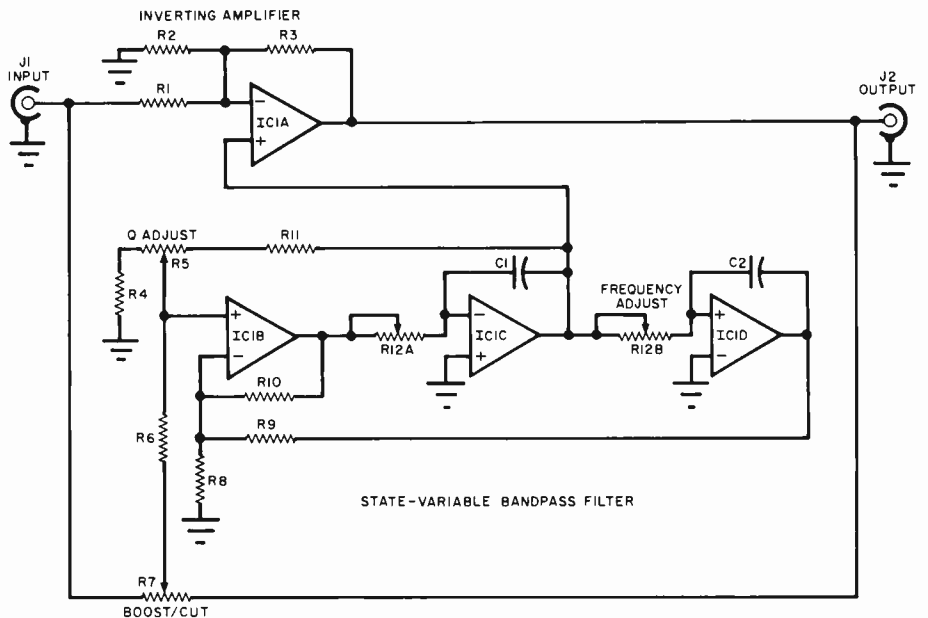 INVERTING AMPLIFIER
R2
R3
J1
INPUT
R1
J2
OUTPUT
-
IC1A
+
Q ADJUST
R11
R5
C1
C2
R4
FREQUENCY
ADJUST
+
IC1B
-
R12A
-
IC1C
+
R12B
+
IC1D
-
R10
R6
R9
R8
STATE-VARIABLE BANDPASS FILTER
R7
BOOST/CUT